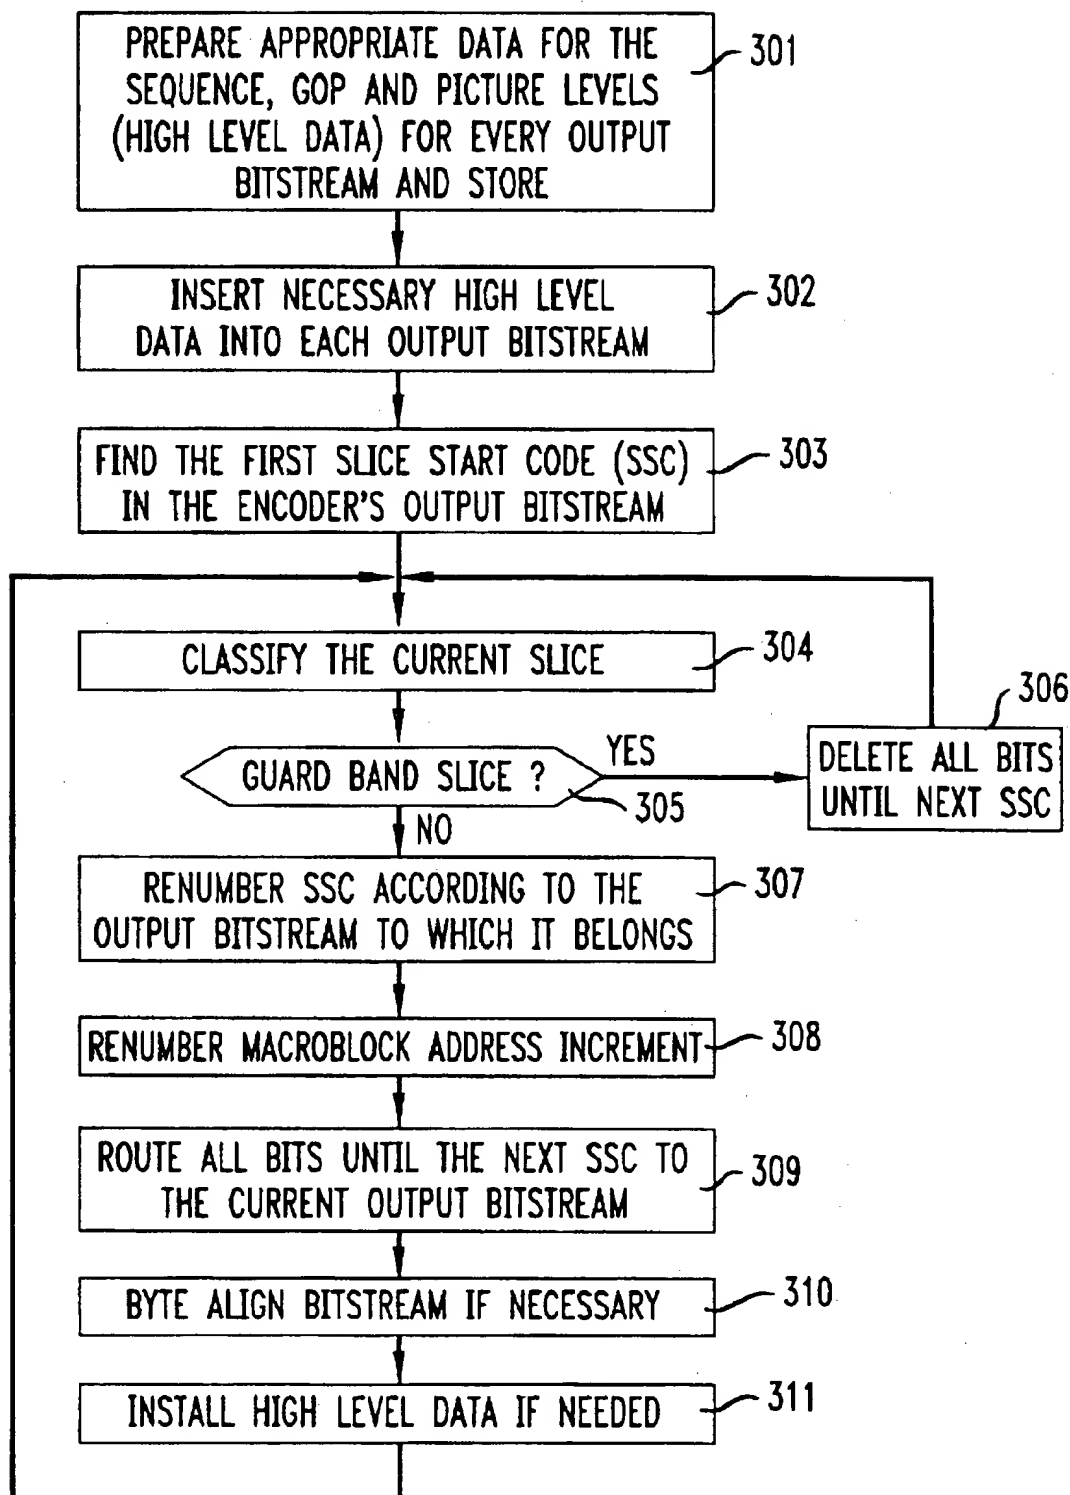 PREPARE APPROPRIATE DATA FOR THE
SEQUENCE, GOP AND PICTURE LEVELS
(HIGH LEVEL DATA) FOR EVERY OUTPUT
BITSTREAM AND STORE
301
INSERT NECESSARY HIGH LEVEL
DATA INTO EACH OUTPUT BITSTREAM
302
FIND THE FIRST SLICE START CODE (SSC)
IN THE ENCODER'S OUTPUT BITSTREAM
303
CLASSIFY THE CURRENT SLICE
304
GUARD BAND SLICE ?
305
YES
306
DELETE ALL BITS
UNTIL NEXT SSC
NO
RENUMBER SSC ACCORDING TO THE
OUTPUT BITSTREAM TO WHICH IT BELONGS
307
RENUMBER MACROBLOCK ADDRESS INCREMENT
308
ROUTE ALL BITS UNTIL THE NEXT SSC TO
THE CURRENT OUTPUT BITSTREAM
309
BYTE ALIGN BITSTREAM IF NECESSARY
310
INSTALL HIGH LEVEL DATA IF NEEDED
311